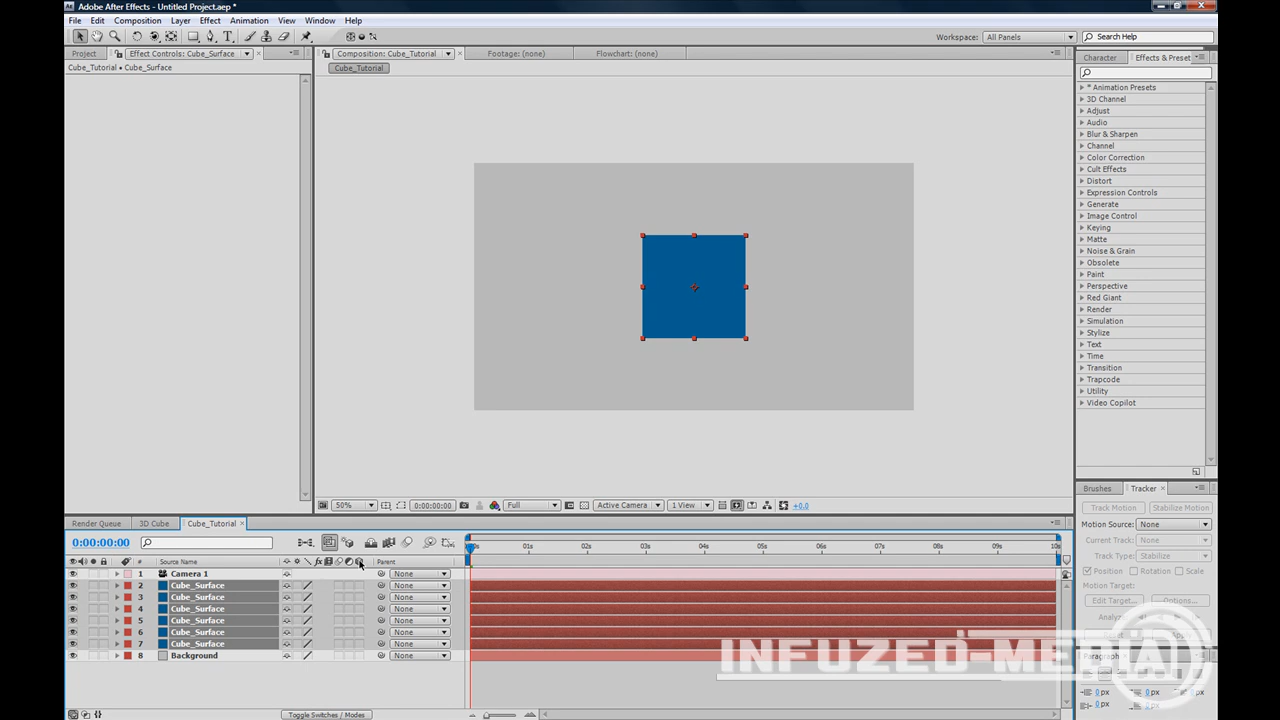 Adobe After Effects - Untitled Project.aep *
File Edit Composition Layer Effect Animation View Window Help
Workspace: All Panels Search Help
Project Effect Controls: Cube_Surface Composition: Cube_Tutorial Footage: (none) Flowchart: (none) Character Effects & Preset
Cube_Tutorial • Cube_Surface
Cube_Tutorial
* Animation Presets
3D Channel
Adjust
Audio
Blur & Sharpen
Channel
Color Correction
Cult Effects
Distort
Expression Controls
Generate
Image Control
Keying
Matte
Noise & Grain
Obsolete
Paint
Perspective
Red Giant
Render
Simulation
Stylize
Text
Time
Transition
Trapcode
Utility
Video Copilot
50% 0:00:00:00 Full Active Camera 1 View +0.0
Brushes Tracker
Track Motion Stabilize Motion
Motion Source: None
Current Track: None
Track Type: Stabilize
Motion Target:
Position Rotation Scale
Edit Target... Options...
Analyze:
Reset
Paragraph
0 px 0 px 0 px
0 px 0 px
Render Queue 3D Cube Cube_Tutorial
0:00:00:00
01s 02s 03s 04s 05s 06s 07s 08s 09s 10s
# Source Name Parent
1 Camera 1 None
2 Cube_Surface None
3 Cube_Surface None
4 Cube_Surface None
5 Cube_Surface None
6 Cube_Surface None
7 Cube_Surface None
8 Background None
Toggle Switches / Modes
INFUZED-MEDIA